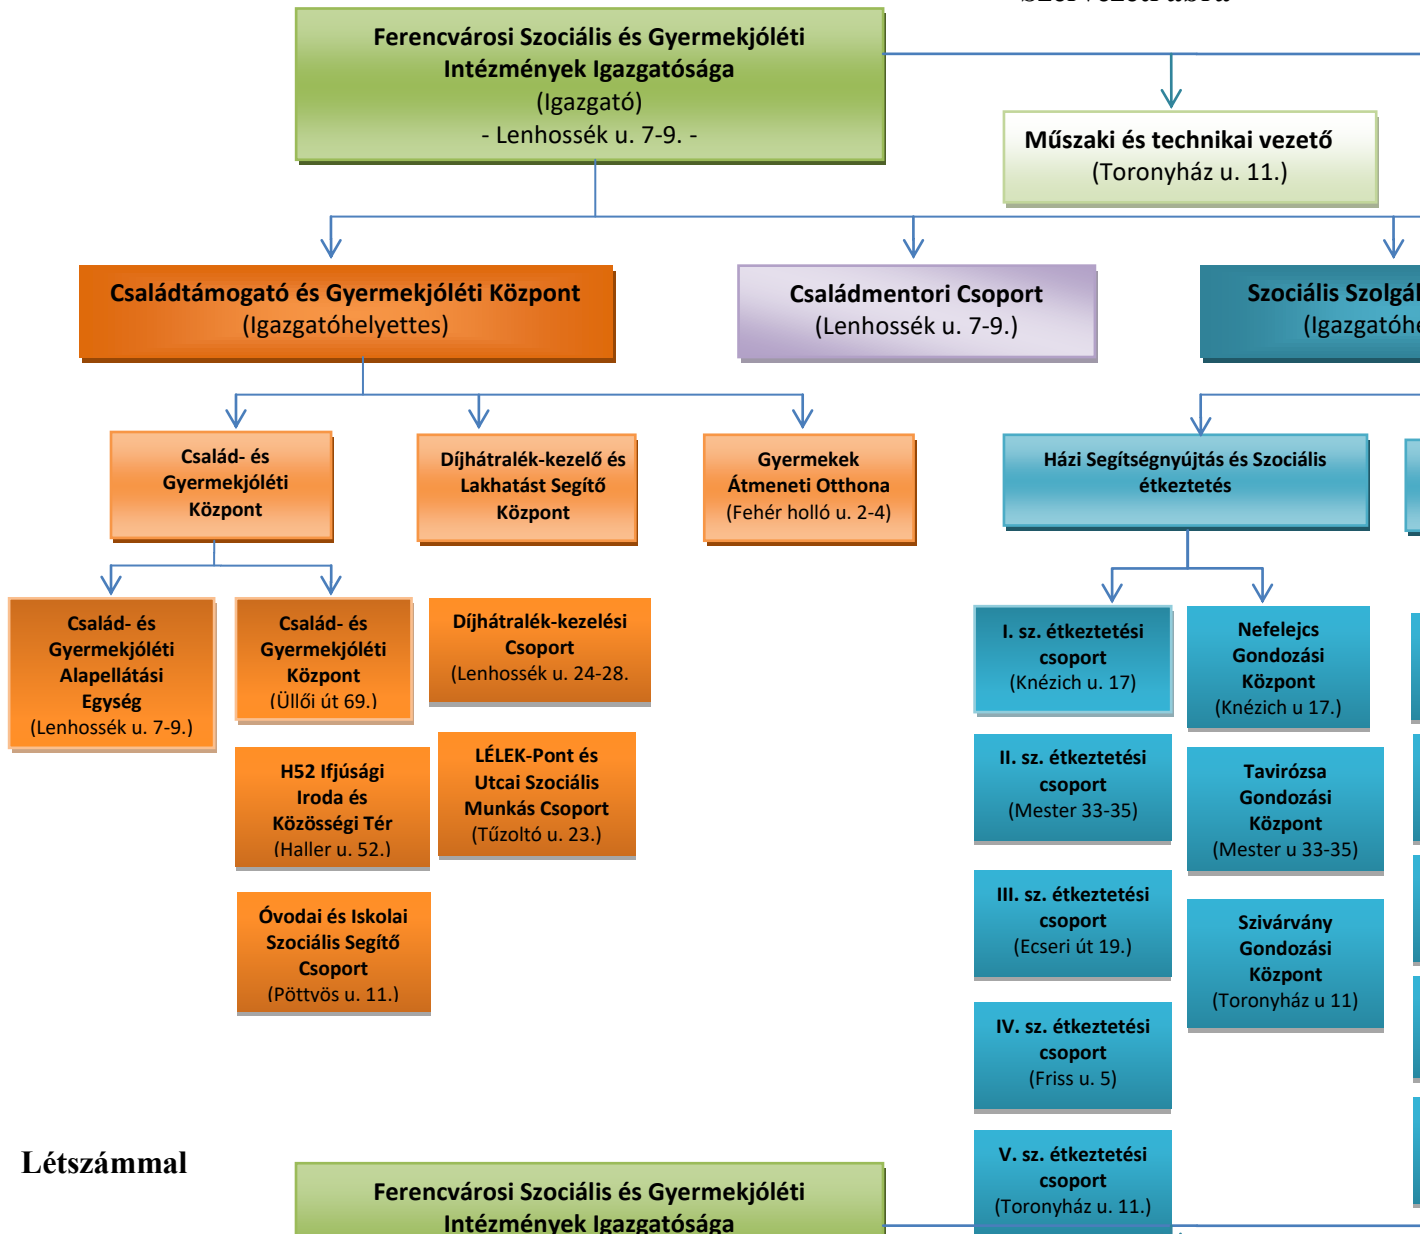 Ferencvárosi Szociális és Gyermekjóléti
Intézmények Igazgatósága
(Igazgató)
- Lenhossék u. 7-9. -
Műszaki és technikai vezető
(Toronyház u. 11.)
Családtámogató és Gyermekjóléti Központ
(Igazgatóhelyettes)
Családmentori Csoport
(Lenhossék u. 7-9.)
Szociális
Család- és
Gyermekjóléti
Központ
Díjhátralék-kezelő és
Lakhatást Segítő
Központ
Gyermekek
Átmeneti Otthona
(Fehér holló u. 2-4)
Házi Segítségnyújtás és Szociális
étkeztetés
Család- és
Gyermekjóléti
Alapellátási
Egység
(Lenhossék u. 7-9.)
Család- és
Gyermekjóléti
Központ
(Üllői út 69.)
H52 Ifjúsági
Iroda és
Közösségi Tér
(Haller u. 52.)
Óvodai és Iskolai
Szociális Segítő
Csoport
(Pöttyös u. 11.)
Díjhátralék-kezelési
Csoport
(Lenhossék u. 24-28.
LÉLEK-Pont és
Utcai Szociális
Munkás Csoport
(Tűzoltó u. 23.)
I. sz. étkeztetési
csoport
(Knézich u. 17)
II. sz. étkeztetési
csoport
(Mester 33-35)
III. sz. étkeztetési
csoport
(Ecseri út 19.)
IV. sz. étkeztetési
csoport
(Friss u. 5)
V. sz. étkeztetési
csoport
(Toronyház u. 11.)
Nefelejcs
Gondozási
Központ
(Knézich u 17.)
Tavirózsa
Gondozási
Központ
(Mester u 33-35)
Szivárvány
Gondozási
Központ
(Toronyház u 11)
Létszámmal
Ferencvárosi Szociális és Gyermekjóléti
Intézmények Igazgatósága